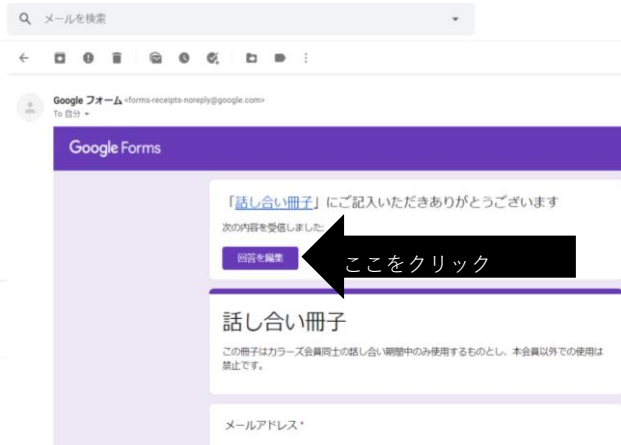 メールを検索
Google フォーム <forms-receipts-noreply@google.com>
To 自分
Google Forms
「話し合い冊子」にご記入いただきありがとうございます
次の内容を受信しました:
回答を編集
ここをクリック
話し合い冊子
この冊子はカラーズ会員同士の話し合い期間中のみ使用するものとし、本会員以外での使用は
禁止です。
メールアドレス *